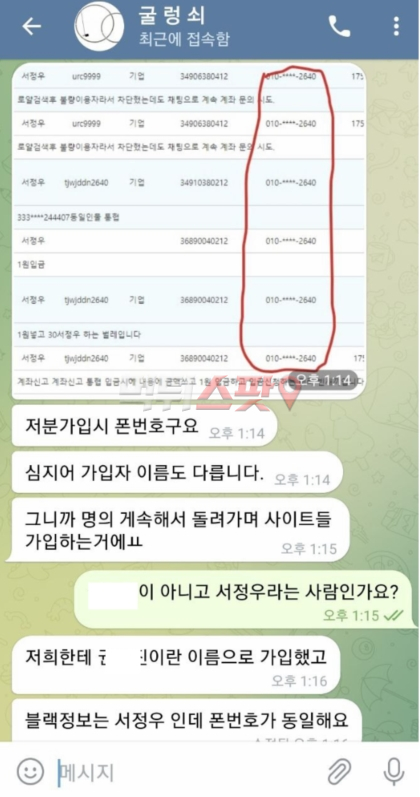 굴 렁 쇠
최근에 접속함
서정우 urc9999 기업 34906380412 010-****-2640 175
로얄검색후 불량이용자라서 차단했는데도 채팅으로 계속 계좌 문의 시도.
서정우 urc9999 기업 34906380412 010-****-2640 175
로얄검색후 불량이용자라서 차단했는데도 채팅으로 계속 계좌 문의 시도.
서정우 tjwjddn2640 기업 34910380212 010-****-2640
333****244407동일인물 통협
서정우 36890040212 010-****-2640
1원입금
서정우 tjwjddn2640 기업 36890040212 010-****-2640
1원넣고 30서정우 하는 벌레입니다
서정우 tjwjddn2640 기업 36890040212 010-****-2640 17
계좌신고 계좌신고 통협 입금시에 내용에 금액쓰고 1원 입금하고
먹튀스팟
오후 1:14
저분가입시 폰번호구요
오후 1:14
심지어 가입자 이름도 다릅니다.
오후 1:14
그니까 명의 계속해서 돌려가며 사이트들
가입하는거에ㅛ
오후 1:15
이 아니고 서정우라는 사람인가요?
오후 1:15
저희한테 진이란 이름으로 가입했고
오후 1:16
블랙정보는 서정우 인데 폰번호가 동일해요
메시지